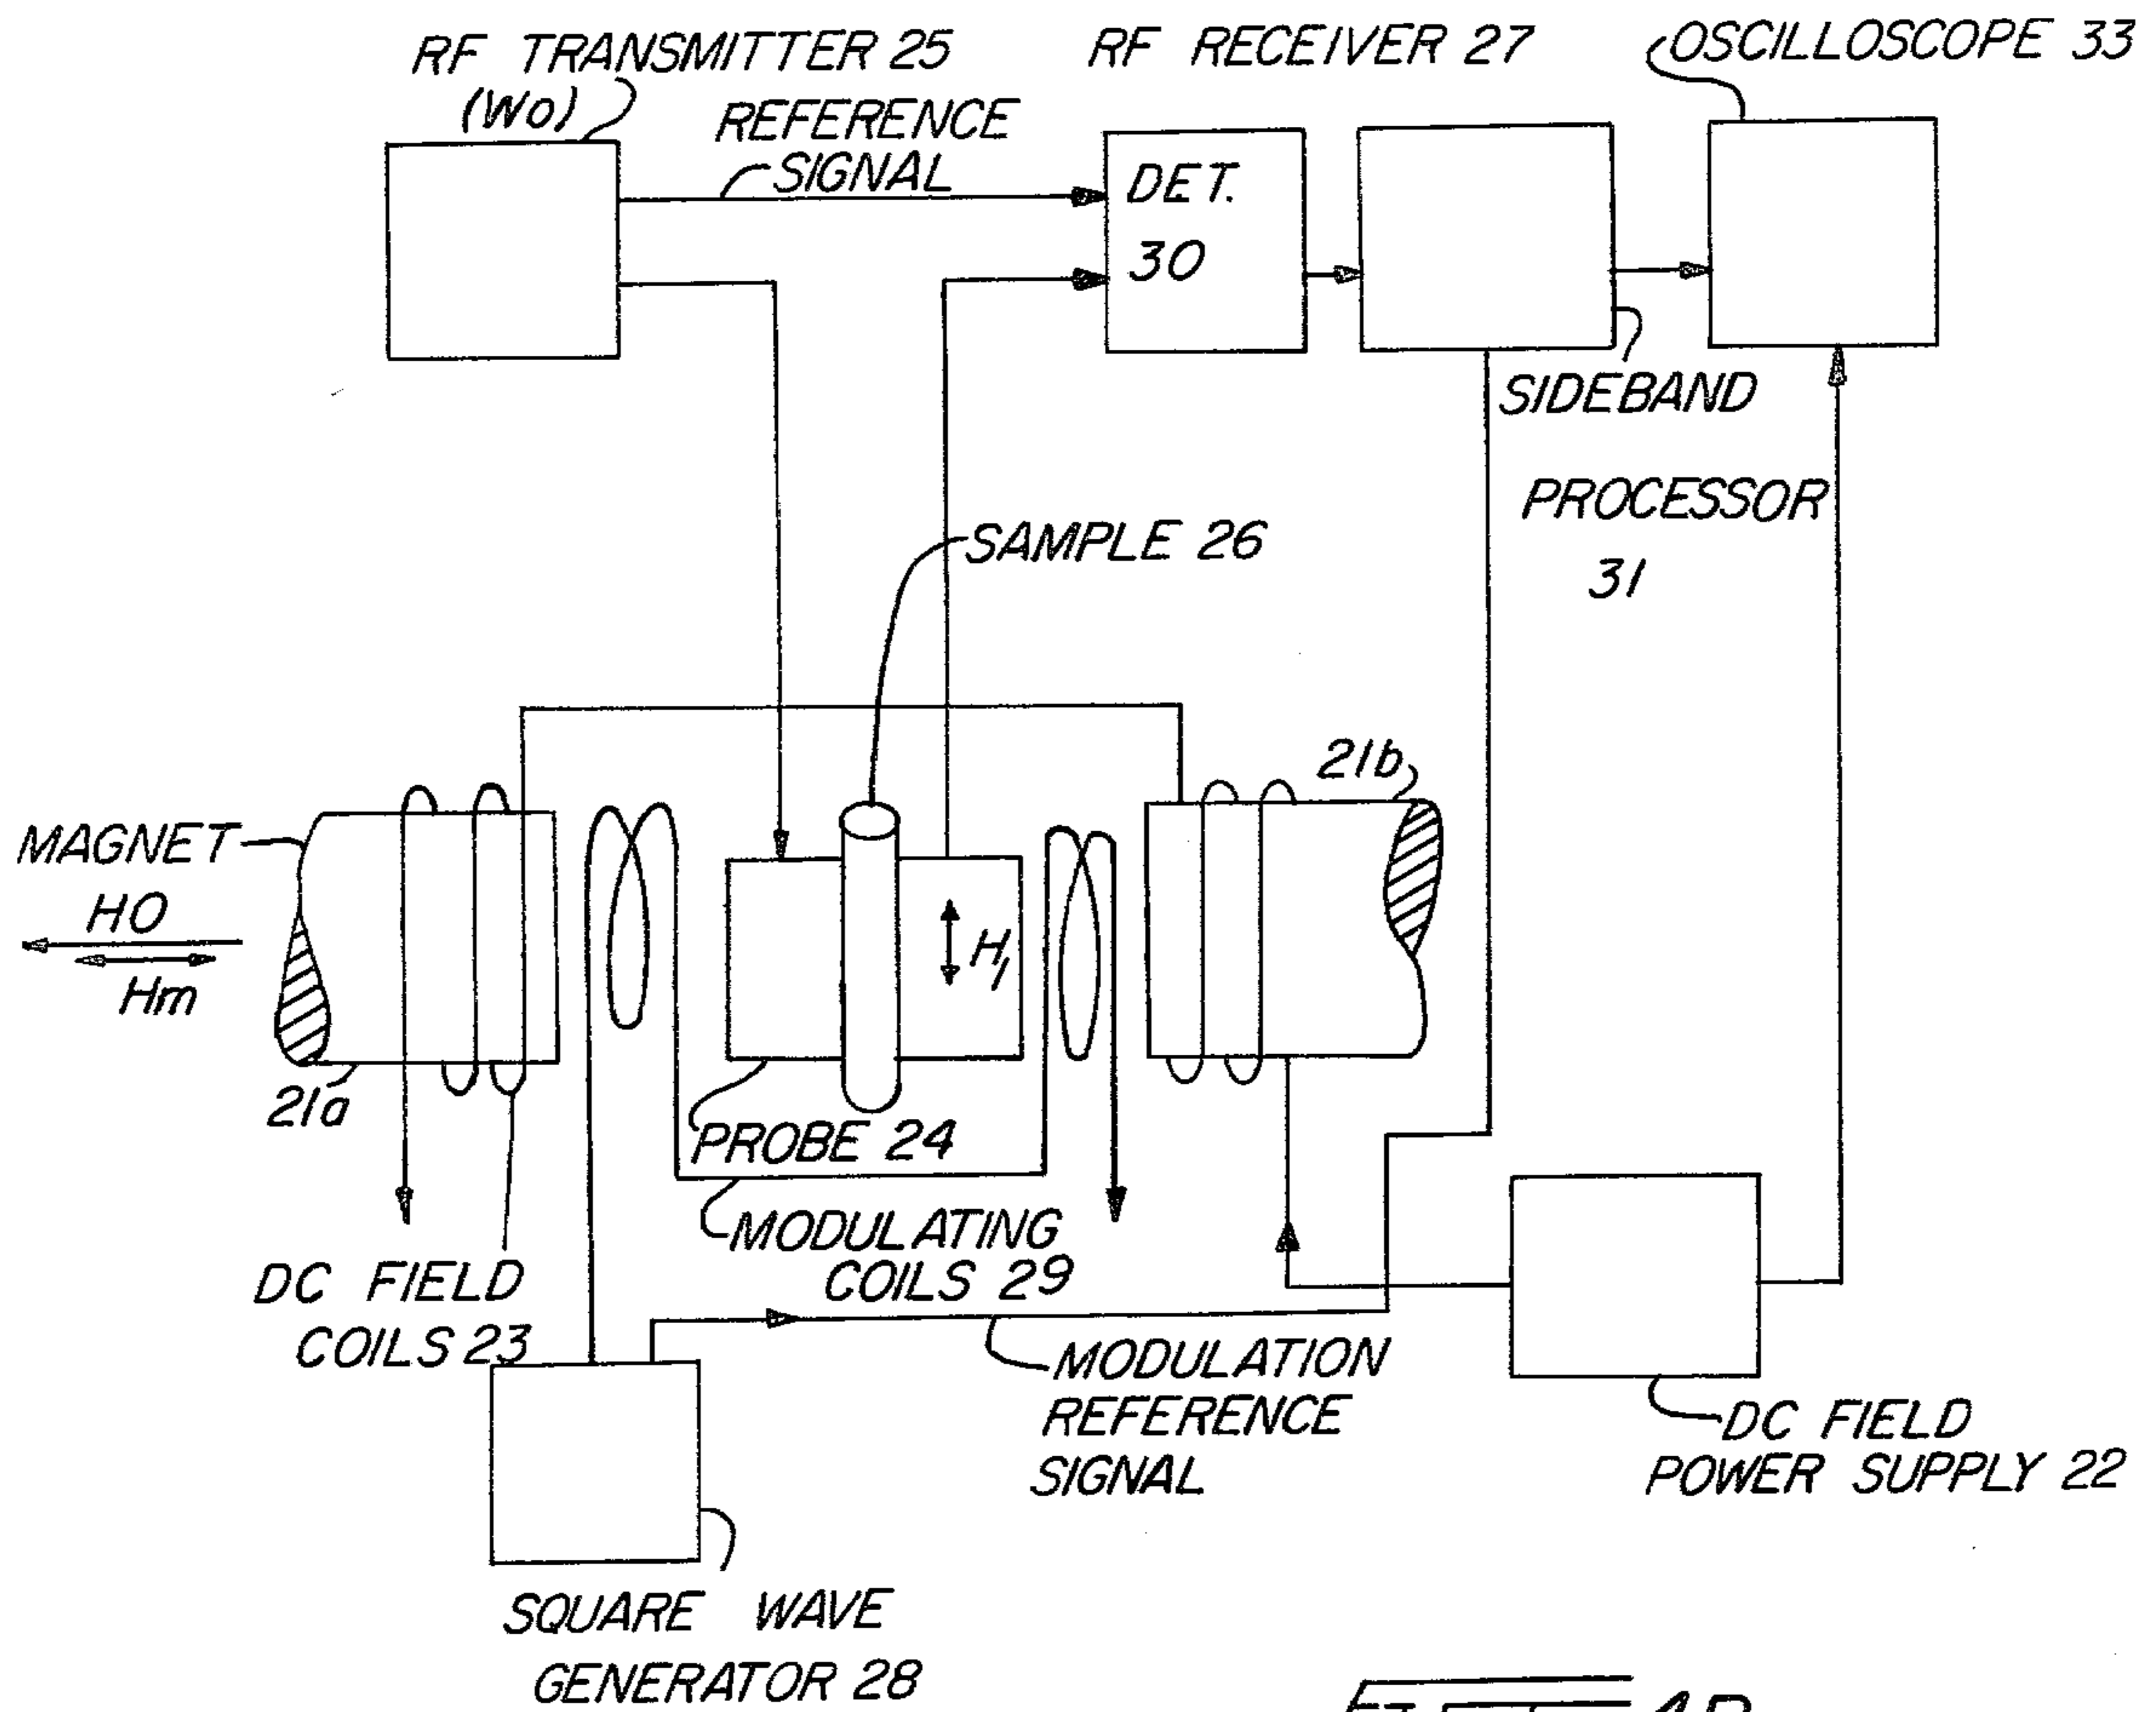 RF TRANSMITTER 25
(Wo)
RF RECEIVER 27
OSCILLOSCOPE 33
REFERENCE
SIGNAL
DET.
30
SIDEBAND
PROCESSOR
31
SAMPLE 26
21b
MAGNET
HO
Hm
H1
21a
PROBE 24
MODULATING
COILS 29
DC FIELD
COILS 23
MODULATION
REFERENCE
SIGNAL
DC FIELD
POWER SUPPLY 22
SQUARE WAVE
GENERATOR 28